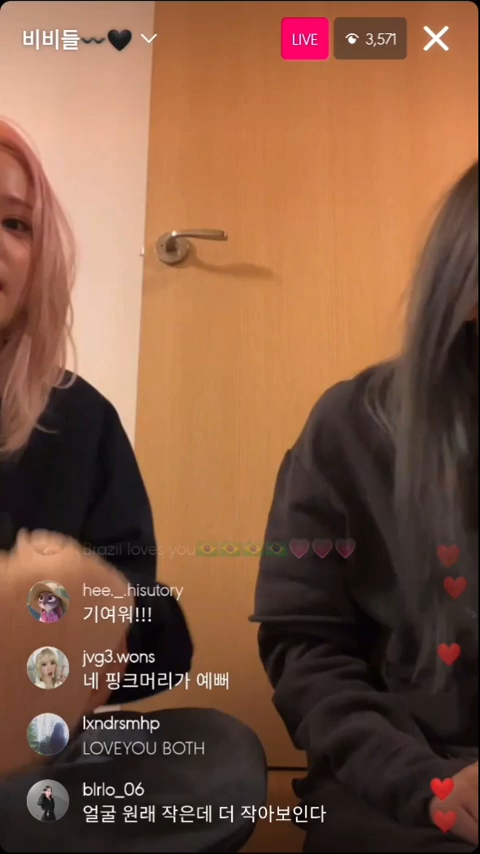 비비들〰️🖤
LIVE
3,571
Brazil loves you🇧🇷🇧🇷🇧🇷🇧🇷💗💗💗
hee._.hisutory
기여워!!!
jvg3.wons
네 핑크머리가 예뻐
lxndrsmhp
LOVEYOU BOTH
blrlo_06
얼굴 원래 작은데 더 작아보인다